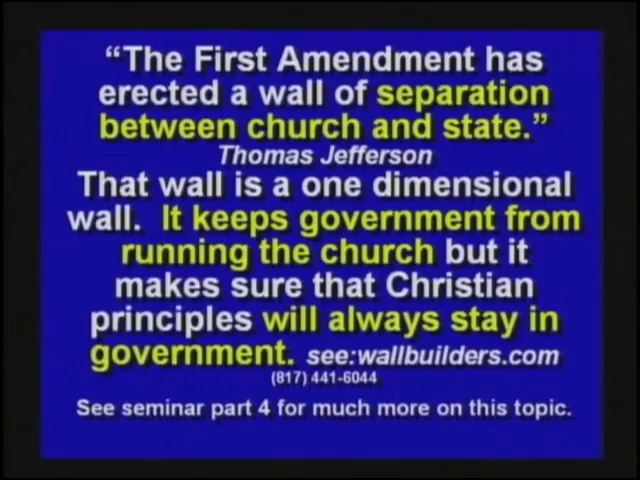 “The First Amendment has
erected a wall of separation
between church and state.”
Thomas Jefferson
That wall is a one dimensional
wall. It keeps government from
running the church but it
makes sure that Christian
principles will always stay in
government. see:wallbuilders.com
(817) 441-6044
See seminar part 4 for much more on this topic.